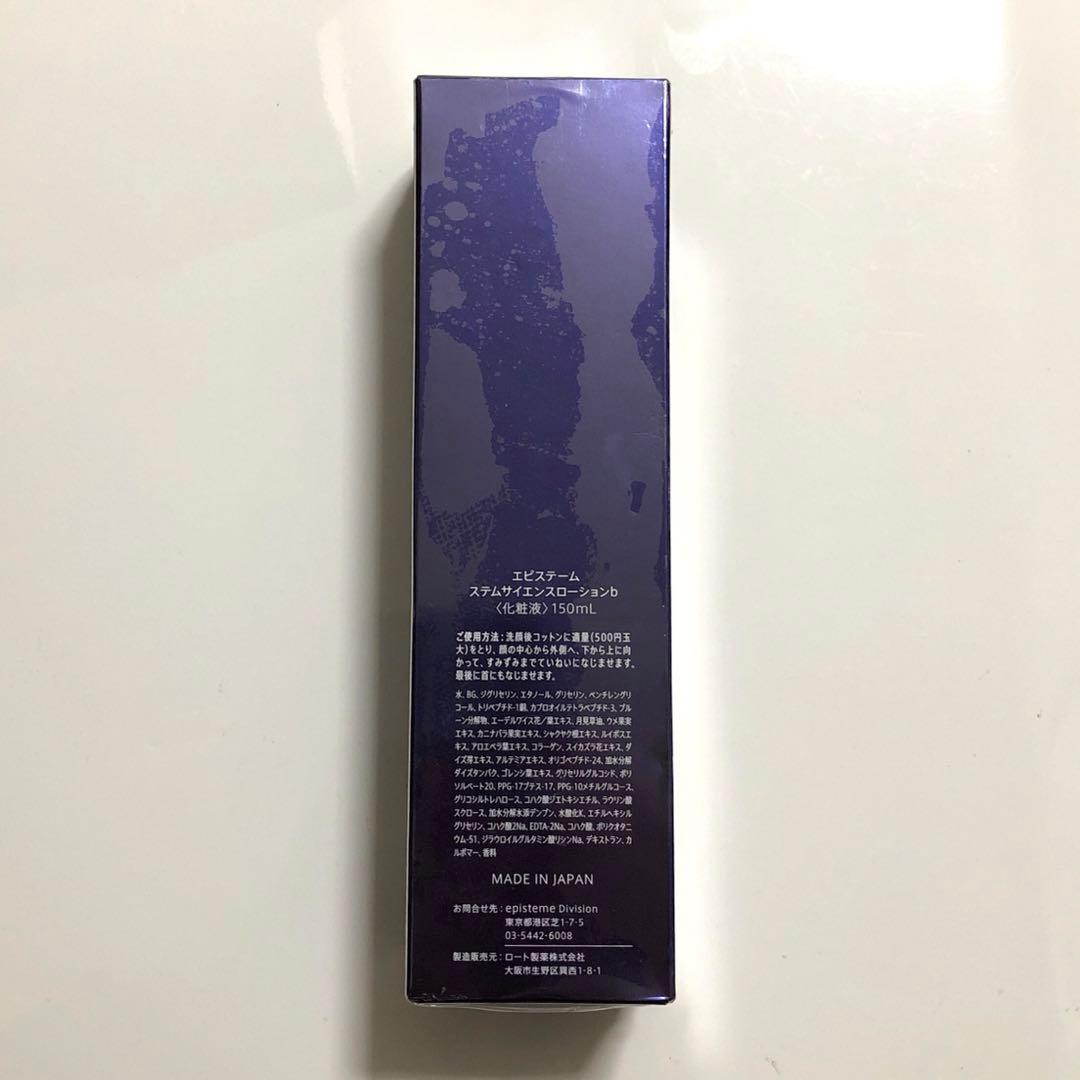 エピステーム
ステムサイエンスローションb
〈化粧液〉150mL
ご使用方法：洗顔後コットンに適量(500円玉
大)をとり、顔の中心から外側へ、下から上に向
かって、すみずみまでていねいになじませます。
最後に首にもなじませます。
水、BG、ジグリセリン、エタノール、グリセリン、ペンチレングリ
コール、トリペプチド-1銅、カプロオイルテトラペプチド-3、プル
ーン分解物、エーデルワイス花／葉エキス、月見草油、ウメ果実
エキス、カニナバラ果実エキス、シャクヤク根エキス、ルイボスエ
キス、アロエベラ葉エキス、コラーゲン、スイカズラ花エキス、ダ
イズ芽エキス、アルテミアエキス、オリゴペプチド-24、加水分解
ダイズタンパク、ゴレンシ葉エキス、グリセリルグルコシド、ポリ
ソルベート20、PPG-17ブテス-17、PPG-10メチルグルコース、
グリコシルトレハロース、コハク酸ジエトキシエチル、ラウリン酸
スクロース、加水分解水添デンプン、水酸化K、エチルヘキシル
グリセリン、コハク酸2Na、EDTA-2Na、コハク酸、ポリクオタニ
ウム-51、ジラウロイルグルタミン酸リシンNa、デキストラン、カ
ルボマー、香料
MADE IN JAPAN
お問合せ先：episteme Division
東京都港区芝1-7-5
03-5442-6008
製造販売元：ロート製薬株式会社
大阪市生野区巽西1-8-1